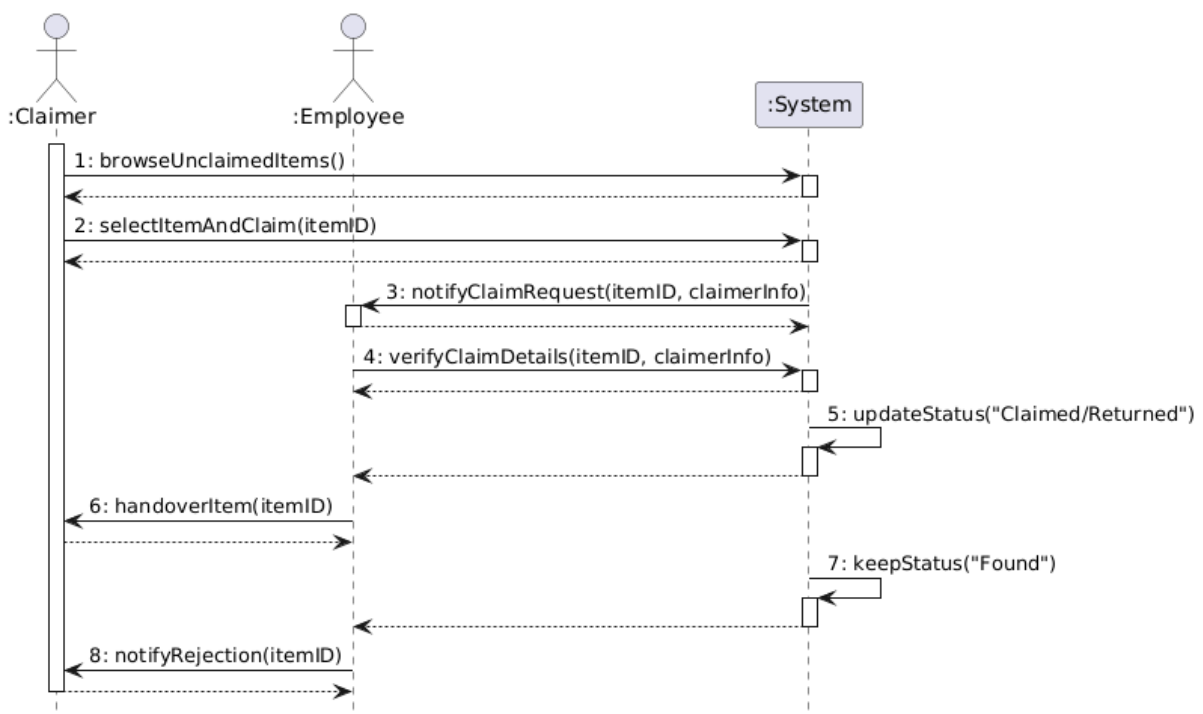 :Claimer
:Employee
:System
1: browseUnclaimedItems()
2: selectItemAndClaim(itemID)
3: notifyClaimRequest(itemID, claimerInfo)
4: verifyClaimDetails(itemID, claimerInfo)
5: updateStatus("Claimed/Returned")
6: handoverItem(itemID)
7: keepStatus("Found")
8: notifyRejection(itemID)